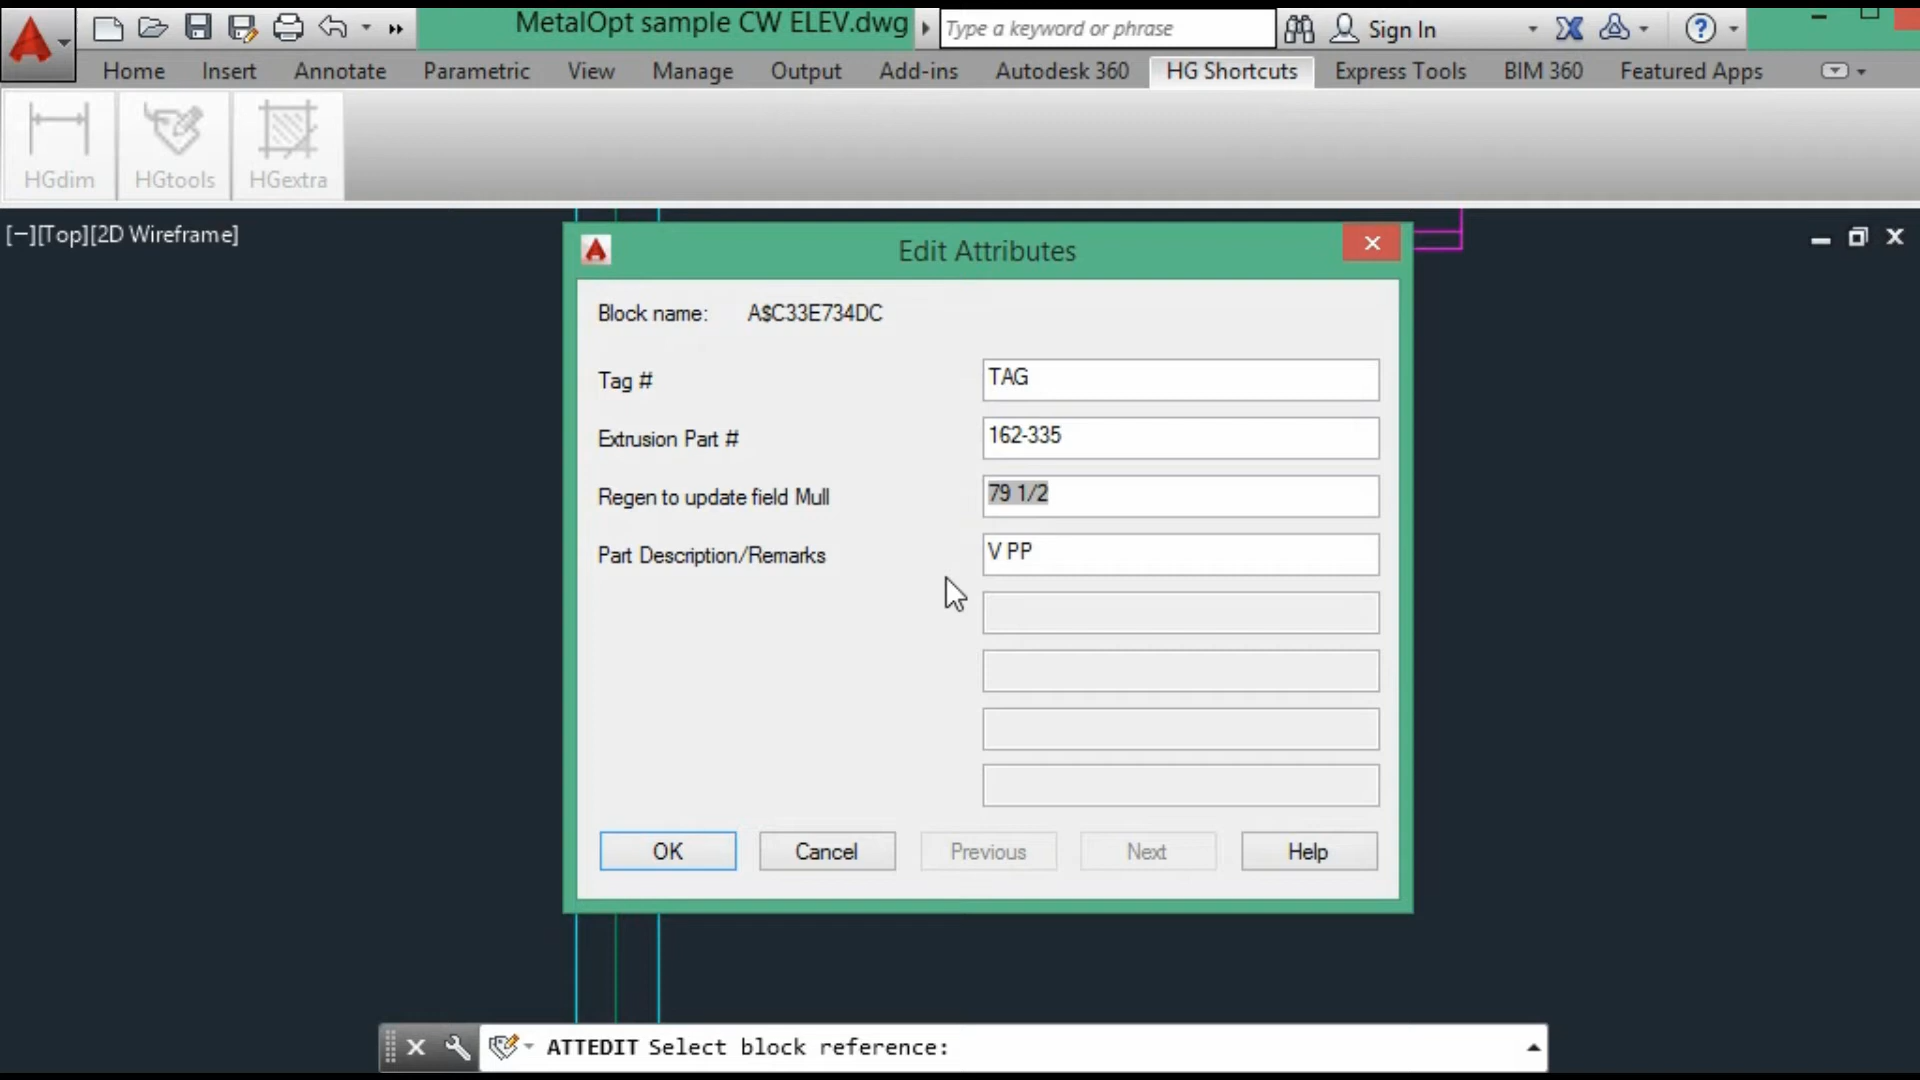 MetalOpt sample CW ELEV.dwg
Type a keyword or phrase
Sign In
Home Insert Annotate Parametric View Manage Output Add-ins Autodesk 360 HG Shortcuts Express Tools BIM 360 Featured Apps
HGdim HGtools HGextra
[−][Top][2D Wireframe]
Edit Attributes
Block name: A$C33E734DC
Tag # TAG
Extrusion Part # 162-335
Regen to update field Mull 79 1/2
Part Description/Remarks V PP
OK Cancel Previous Next Help
ATTEDIT Select block reference: